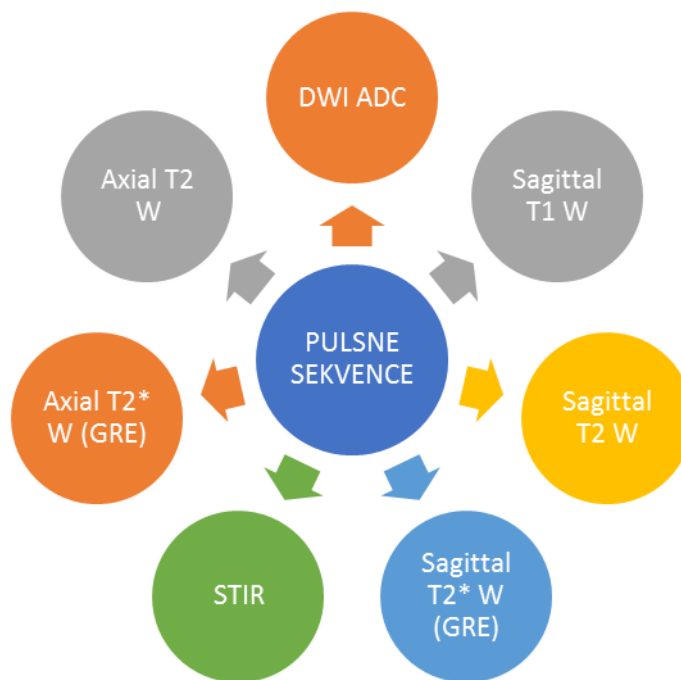 DWI ADC
Sagittal
T1 W
Sagittal
T2 W
Sagittal
T2* W
(GRE)
STIR
Axial T2*
W (GRE)
Axial T2
W
PULSNE
SEKVENCE